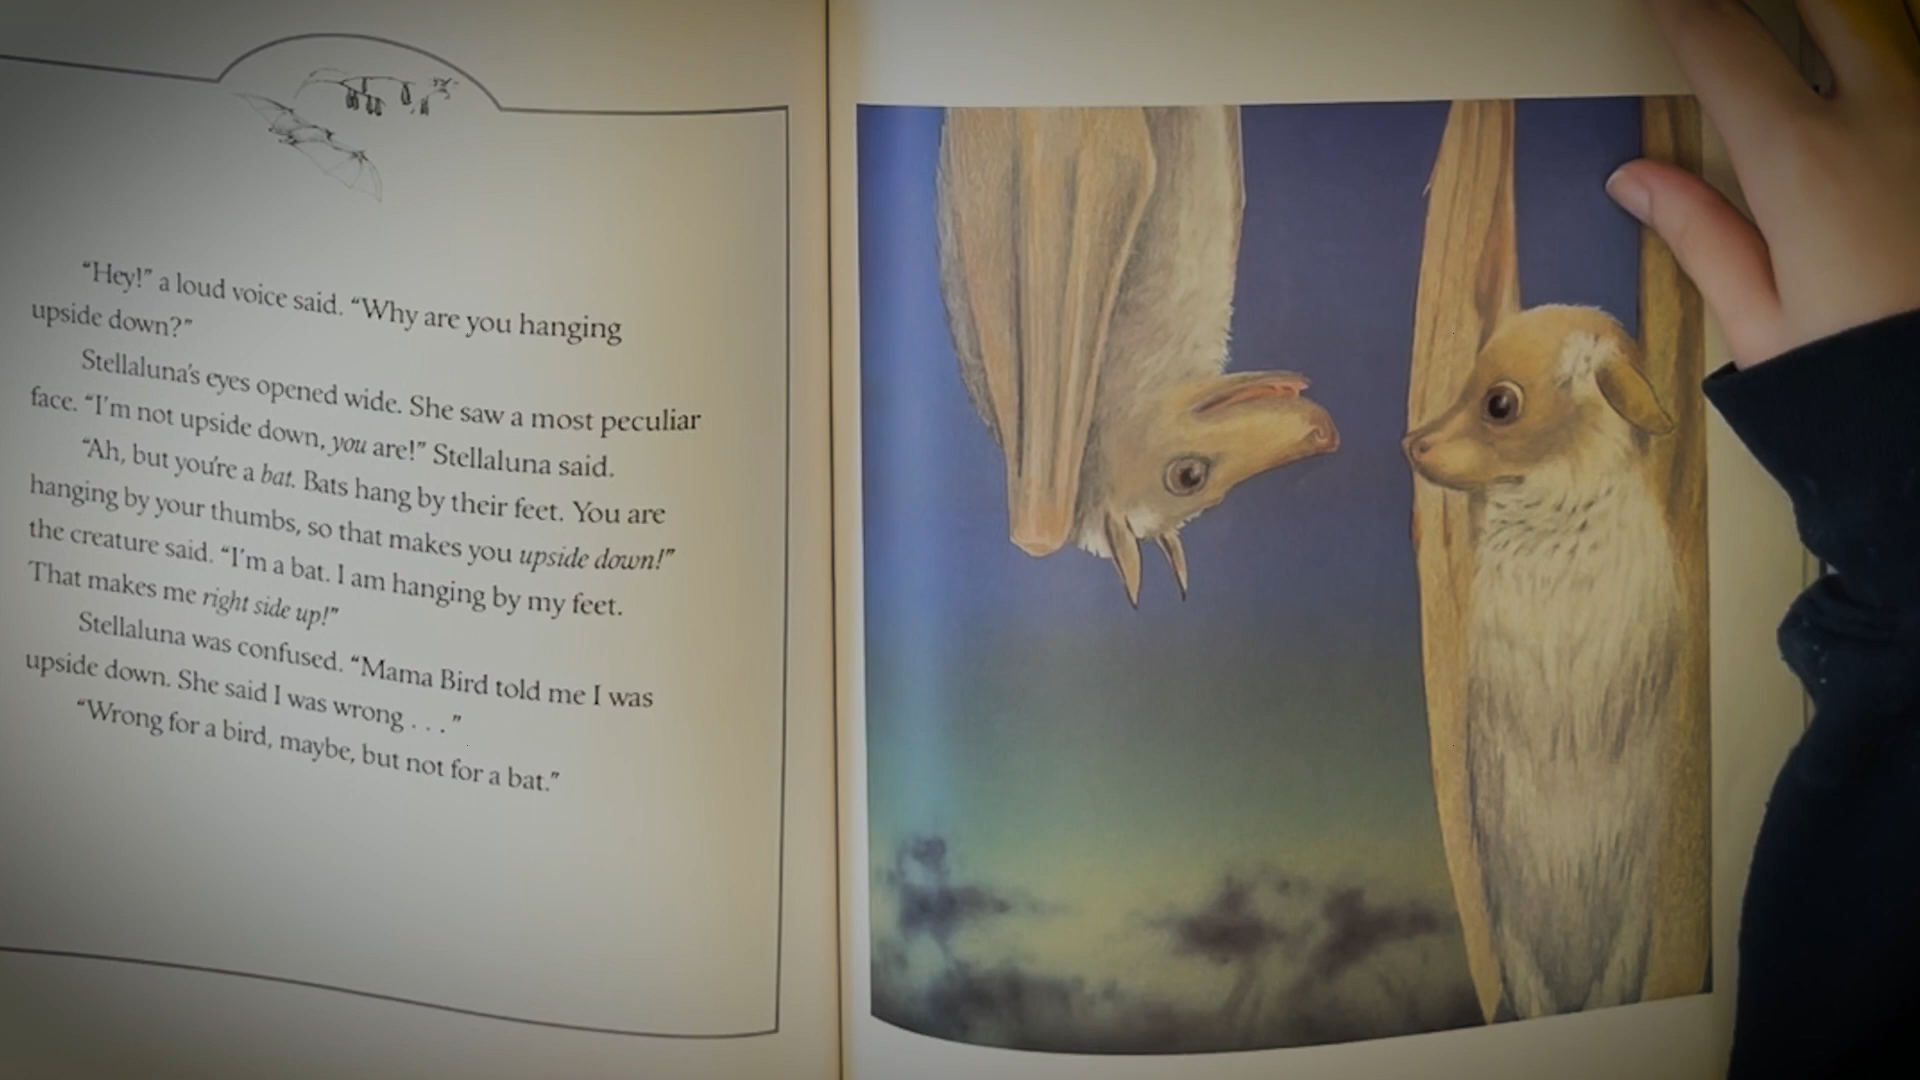 “Hey!” a loud voice said. “Why are you hanging
upside down?”
Stellaluna’s eyes opened wide. She saw a most peculiar
face. “I’m not upside down, you are!” Stellaluna said.
“Ah, but you’re a bat. Bats hang by their feet. You are
hanging by your thumbs, so that makes you upside down!”
the creature said. “I’m a bat. I am hanging by my feet.
That makes me right side up!”
Stellaluna was confused. “Mama Bird told me I was
upside down. She said I was wrong . . .”
“Wrong for a bird, maybe, but not for a bat.”